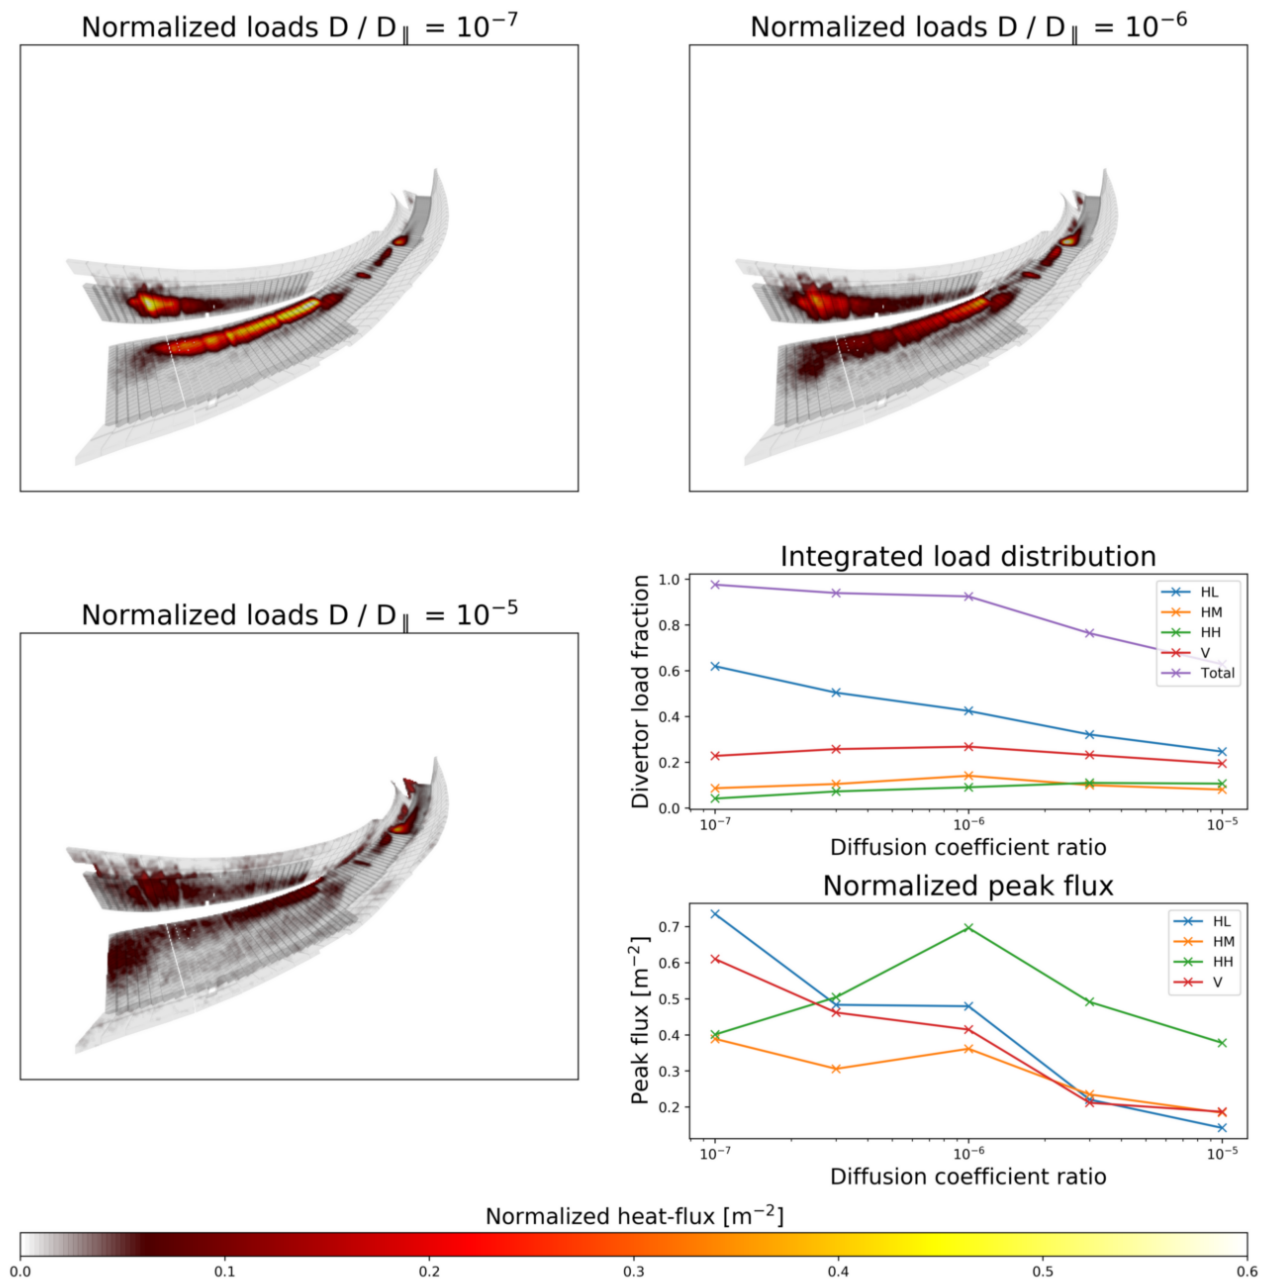 Normalized loads D / D∥ = 10⁻⁷
Normalized loads D / D∥ = 10⁻⁶
Normalized loads D / D∥ = 10⁻⁵
Integrated load distribution
Divertor load fraction
1.0
0.8
0.6
0.4
0.2
0.0
HL
HM
HH
V
Total
10⁻⁷
10⁻⁶
10⁻⁵
Diffusion coefficient ratio
Normalized peak flux
Peak flux [m⁻²]
0.7
0.6
0.5
0.4
0.3
0.2
HL
HM
HH
V
10⁻⁷
10⁻⁶
10⁻⁵
Diffusion coefficient ratio
Normalized heat-flux [m⁻²]
0.0
0.1
0.2
0.3
0.4
0.5
0.6